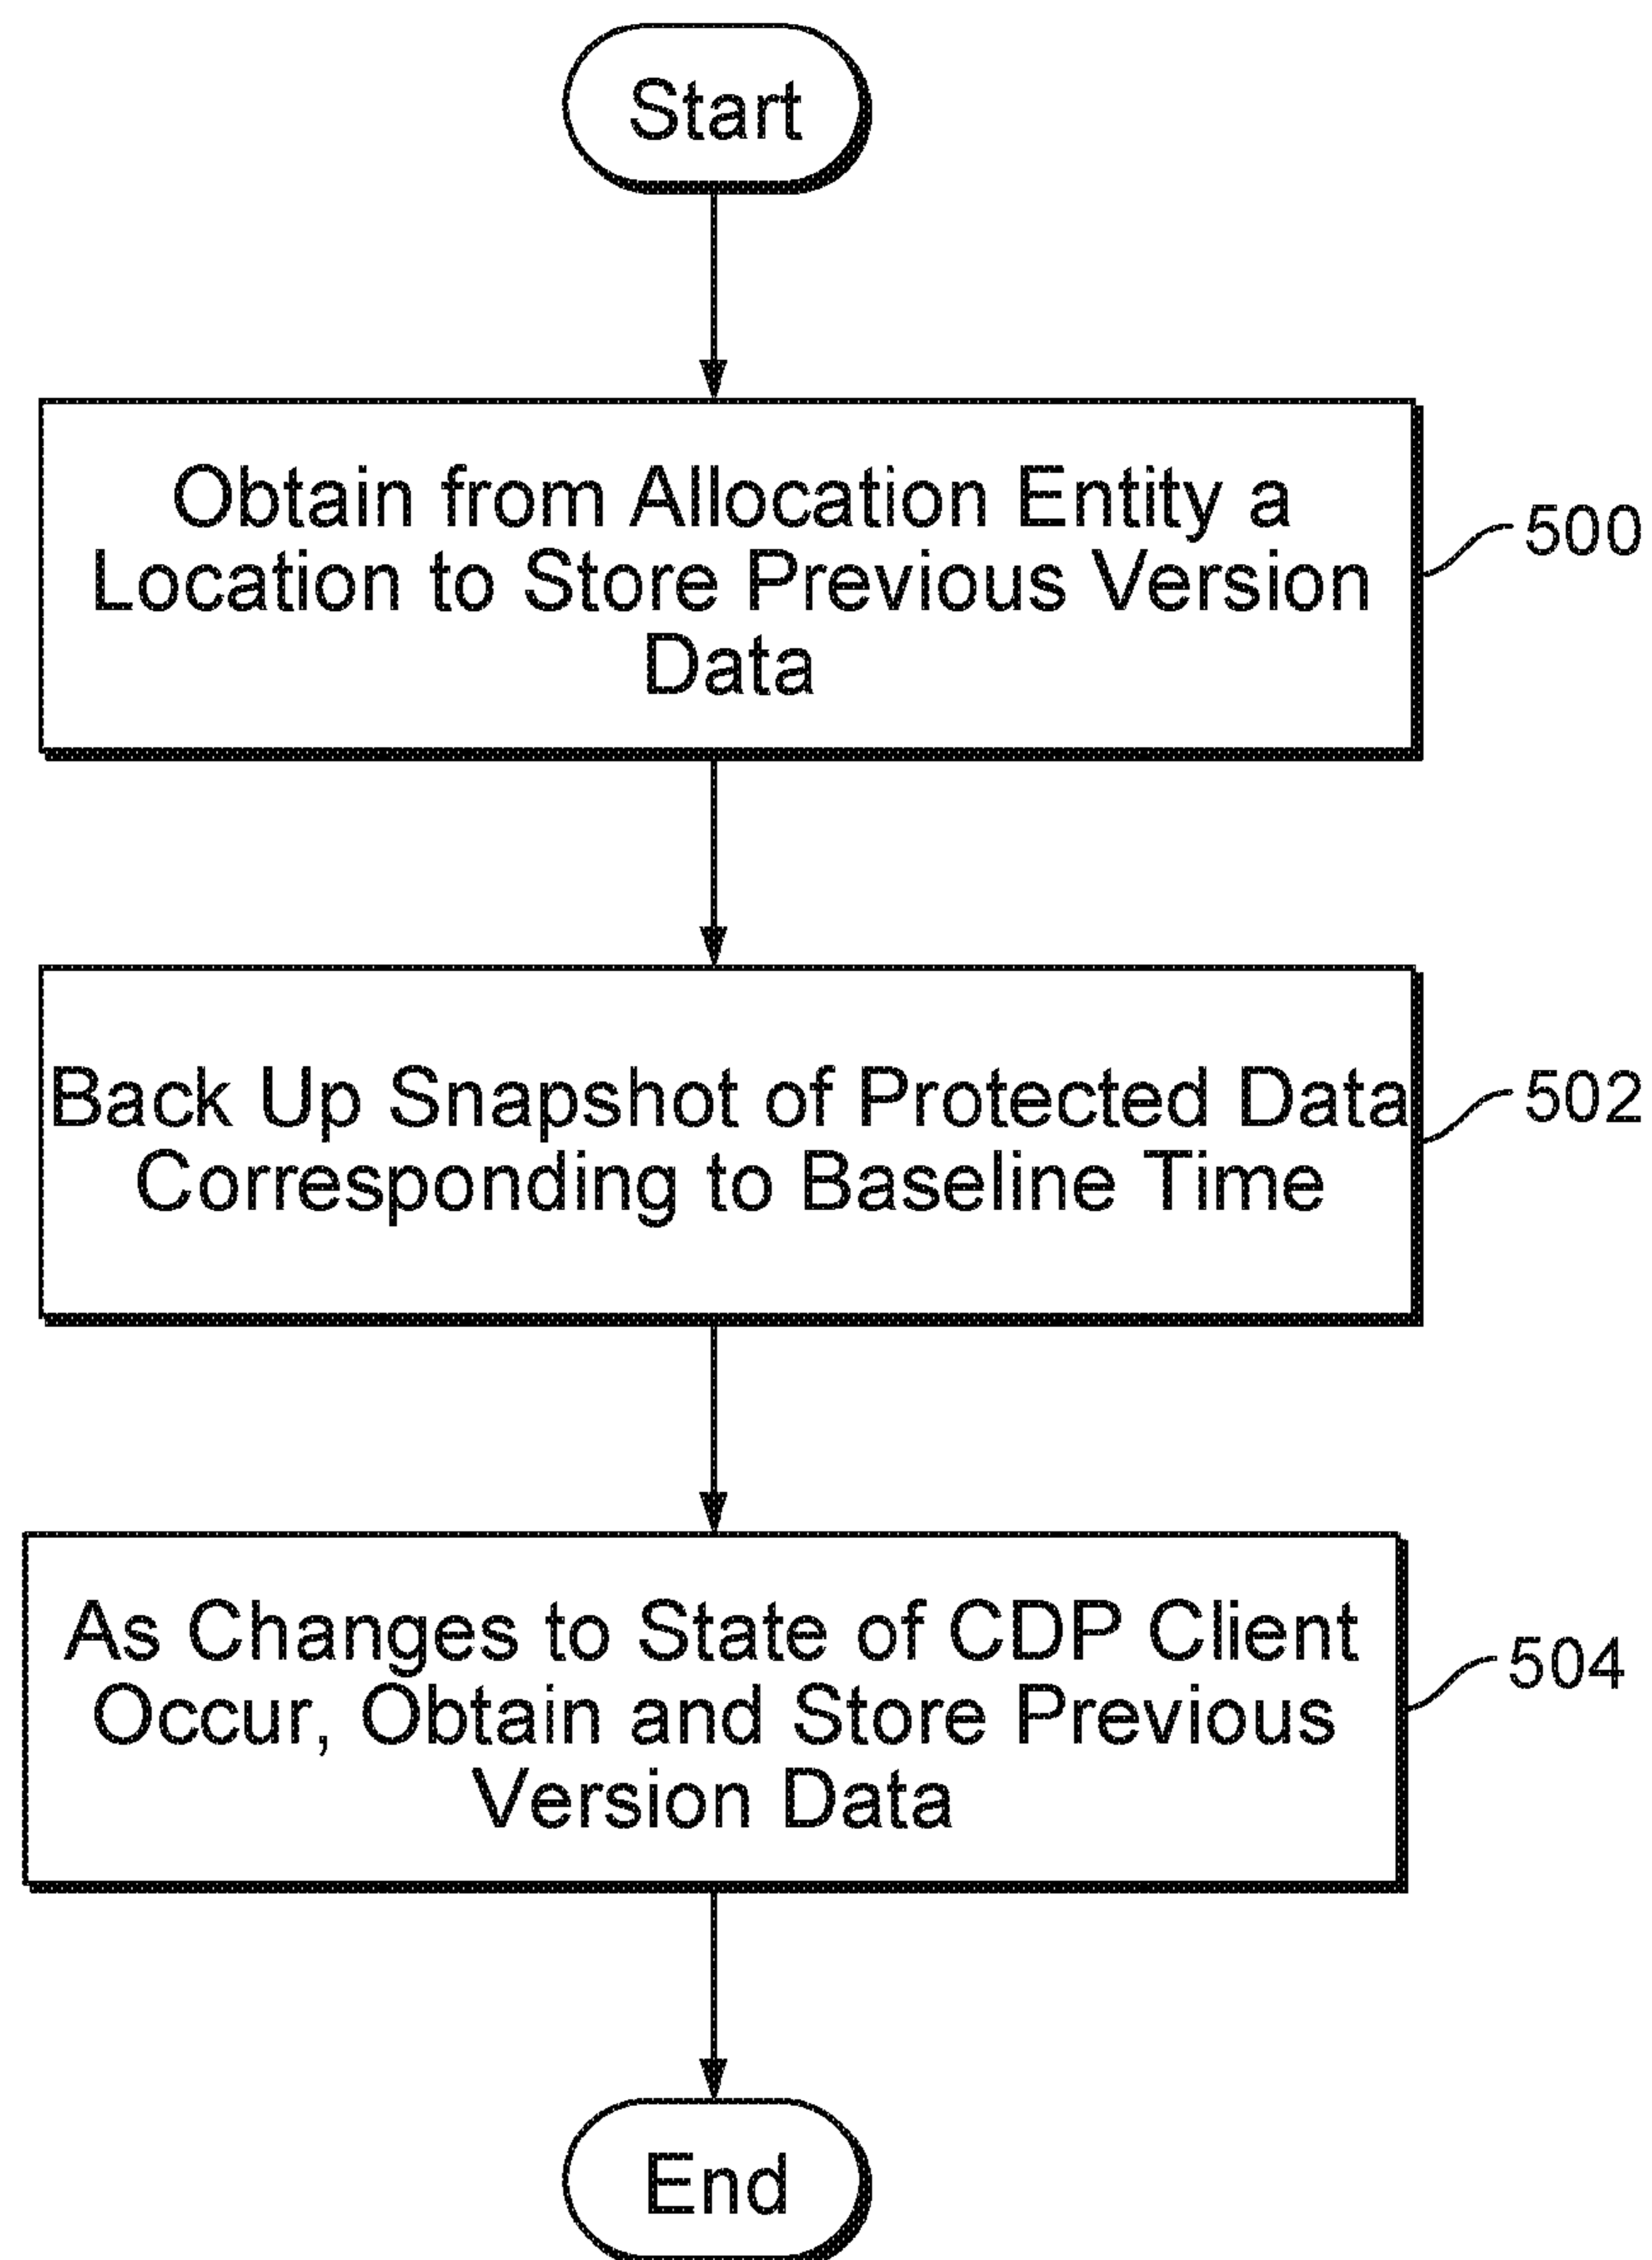 Start
Obtain from Allocation Entity a
Location to Store Previous Version
Data
500
Back Up Snapshot of Protected Data
Corresponding to Baseline Time
502
As Changes to State of CDP Client
Occur, Obtain and Store Previous
Version Data
504
End